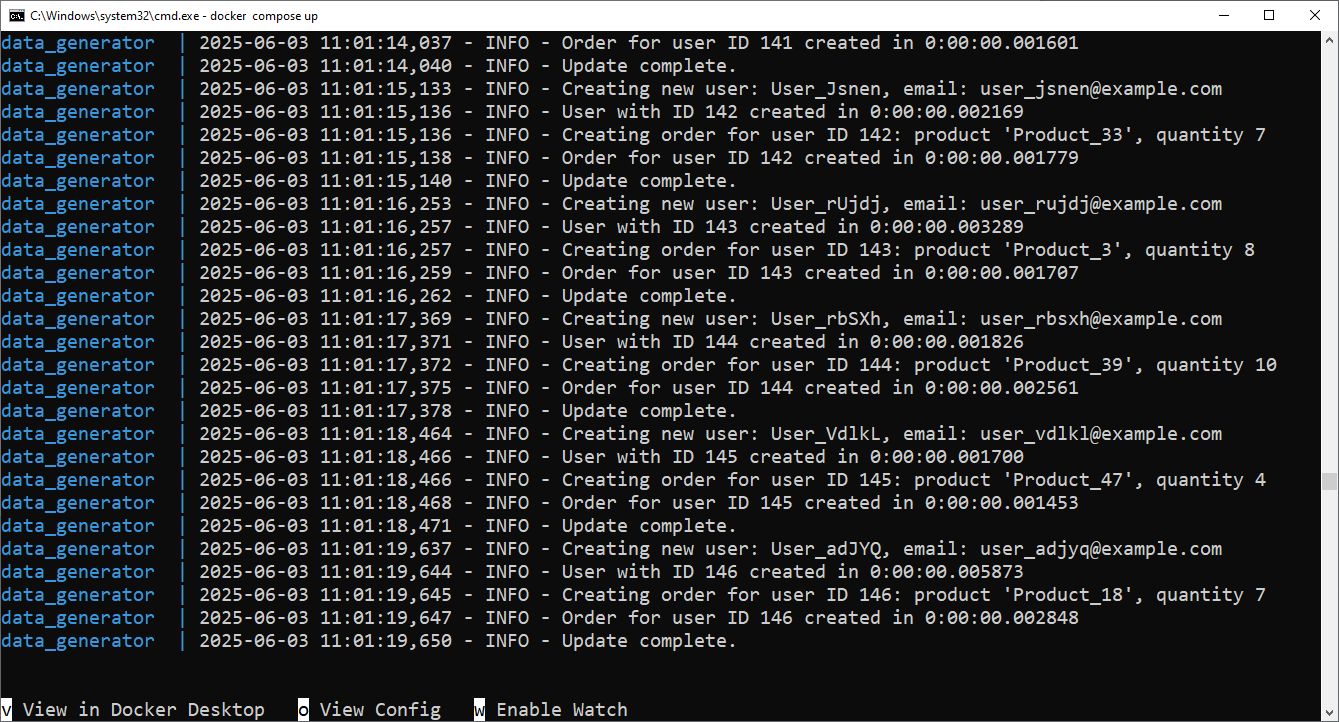 C:\Windows\system32\cmd.exe - docker  compose up
data_generator  | 2025-06-03 11:01:14,037 - INFO - Order for user ID 141 created in 0:00:00.001601
data_generator  | 2025-06-03 11:01:14,040 - INFO - Update complete.
data_generator  | 2025-06-03 11:01:15,133 - INFO - Creating new user: User_Jsnen, email: user_jsnen@example.com
data_generator  | 2025-06-03 11:01:15,136 - INFO - User with ID 142 created in 0:00:00.002169
data_generator  | 2025-06-03 11:01:15,136 - INFO - Creating order for user ID 142: product 'Product_33', quantity 7
data_generator  | 2025-06-03 11:01:15,138 - INFO - Order for user ID 142 created in 0:00:00.001779
data_generator  | 2025-06-03 11:01:15,140 - INFO - Update complete.
data_generator  | 2025-06-03 11:01:16,253 - INFO - Creating new user: User_rUjdj, email: user_rujdj@example.com
data_generator  | 2025-06-03 11:01:16,257 - INFO - User with ID 143 created in 0:00:00.003289
data_generator  | 2025-06-03 11:01:16,257 - INFO - Creating order for user ID 143: product 'Product_3', quantity 8
data_generator  | 2025-06-03 11:01:16,259 - INFO - Order for user ID 143 created in 0:00:00.001707
data_generator  | 2025-06-03 11:01:16,262 - INFO - Update complete.
data_generator  | 2025-06-03 11:01:17,369 - INFO - Creating new user: User_rbSXh, email: user_rbsxh@example.com
data_generator  | 2025-06-03 11:01:17,371 - INFO - User with ID 144 created in 0:00:00.001826
data_generator  | 2025-06-03 11:01:17,372 - INFO - Creating order for user ID 144: product 'Product_39', quantity 10
data_generator  | 2025-06-03 11:01:17,375 - INFO - Order for user ID 144 created in 0:00:00.002561
data_generator  | 2025-06-03 11:01:17,378 - INFO - Update complete.
data_generator  | 2025-06-03 11:01:18,464 - INFO - Creating new user: User_VdlkL, email: user_vdlkl@example.com
data_generator  | 2025-06-03 11:01:18,466 - INFO - User with ID 145 created in 0:00:00.001700
data_generator  | 2025-06-03 11:01:18,466 - INFO - Creating order for user ID 145: product 'Product_47', quantity 4
data_generator  | 2025-06-03 11:01:18,468 - INFO - Order for user ID 145 created in 0:00:00.001453
data_generator  | 2025-06-03 11:01:18,471 - INFO - Update complete.
data_generator  | 2025-06-03 11:01:19,637 - INFO - Creating new user: User_adJYQ, email: user_adjyq@example.com
data_generator  | 2025-06-03 11:01:19,644 - INFO - User with ID 146 created in 0:00:00.005873
data_generator  | 2025-06-03 11:01:19,645 - INFO - Creating order for user ID 146: product 'Product_18', quantity 7
data_generator  | 2025-06-03 11:01:19,647 - INFO - Order for user ID 146 created in 0:00:00.002848
data_generator  | 2025-06-03 11:01:19,650 - INFO - Update complete.
v View in Docker Desktop   o View Config   w Enable Watch